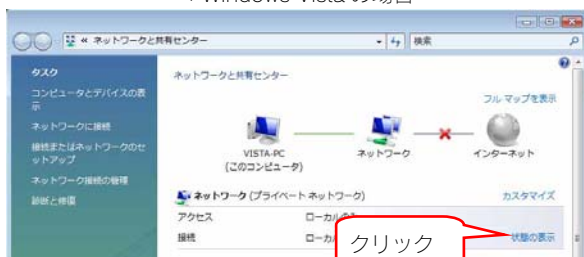 Windows Vista の場合
ネットワークと共有センター
検索
タスク
コンピュータとデバイスの表
示
ネットワークに接続
接続またはネットワークのセ
ットアップ
ネットワーク接続の管理
診断と修復
ネットワークと共有センター
フル マップを表示
VISTA-PC
(このコンピュータ)
ネットワーク
インターネット
ネットワーク (プライベート ネットワーク)
カスタマイズ
アクセス
ローカルのみ
接続
ローカル
クリック
状態の表示